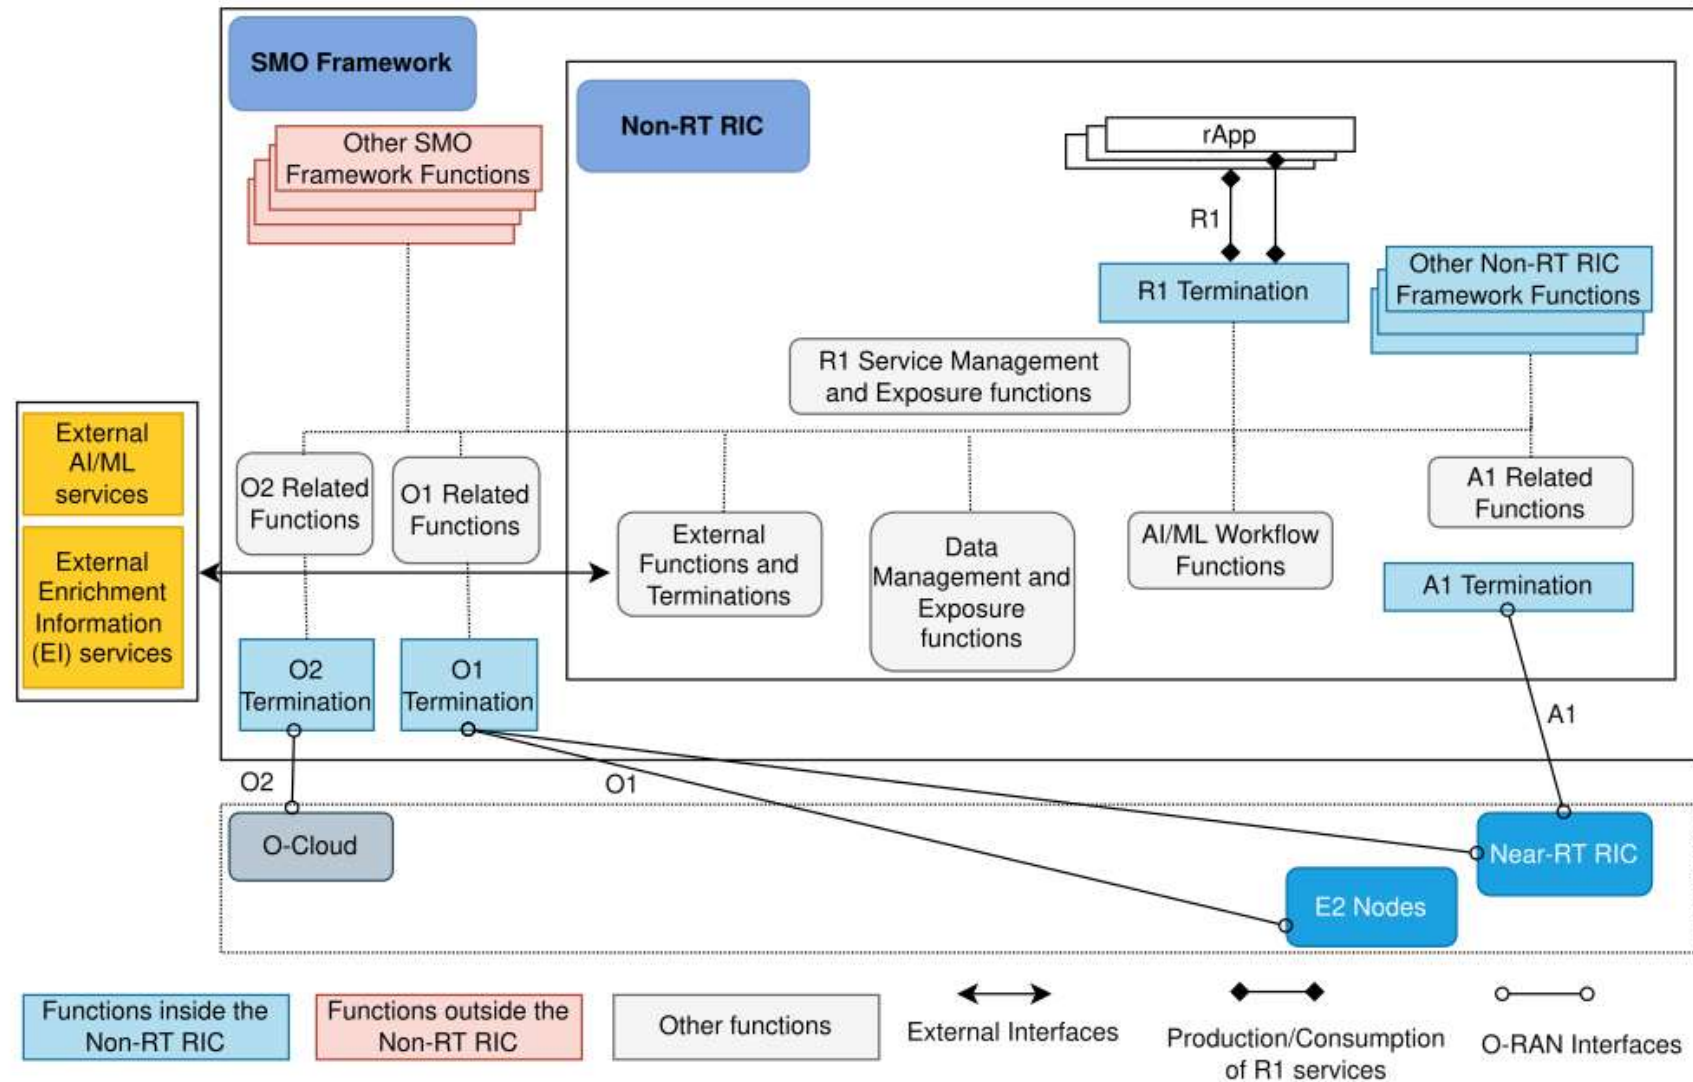 SMO Framework
Other SMO
Framework Functions
Non-RT RIC
rApp
R1
R1 Termination
Other Non-RT RIC
Framework Functions
R1 Service Management
and Exposure functions
External
AI/ML
services
External
Enrichment
Information
(EI) services
O2 Related
Functions
O1 Related
Functions
External
Functions and
Terminations
Data
Management and
Exposure
functions
AI/ML Workflow
Functions
A1 Related
Functions
A1 Termination
O2
Termination
O1
Termination
A1
O2
O1
O-Cloud
Near-RT RIC
E2 Nodes
Functions inside the
Non-RT RIC
Functions outside the
Non-RT RIC
Other functions
External Interfaces
Production/Consumption
of R1 services
O-RAN Interfaces